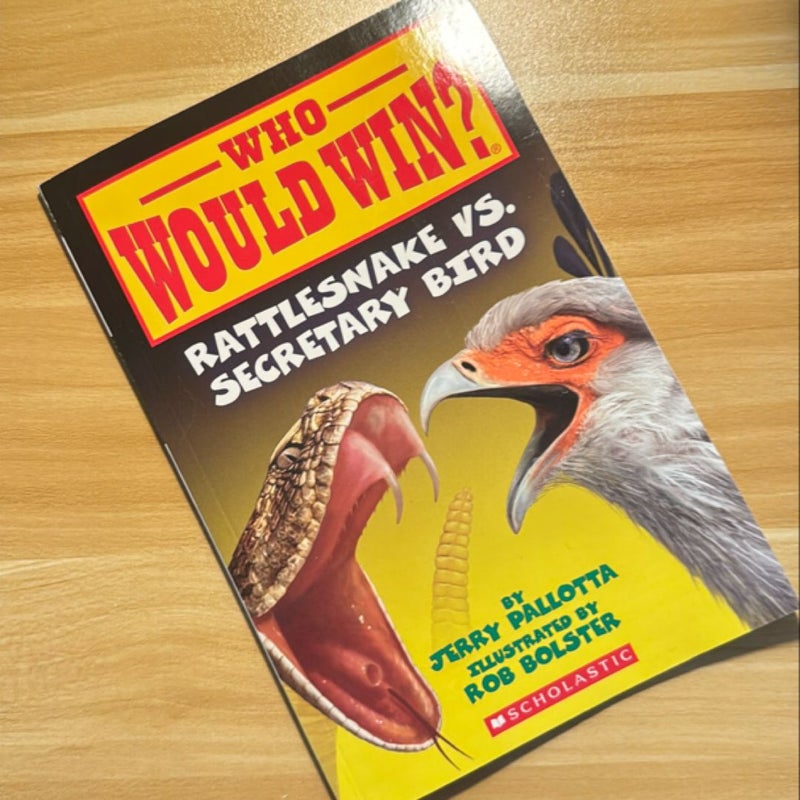 WHO
WOULD WIN?®
RATTLESNAKE VS.
SECRETARY BIRD
BY
JERRY PALLOTTA
ILLUSTRATED BY
ROB BOLSTER
SCHOLASTIC